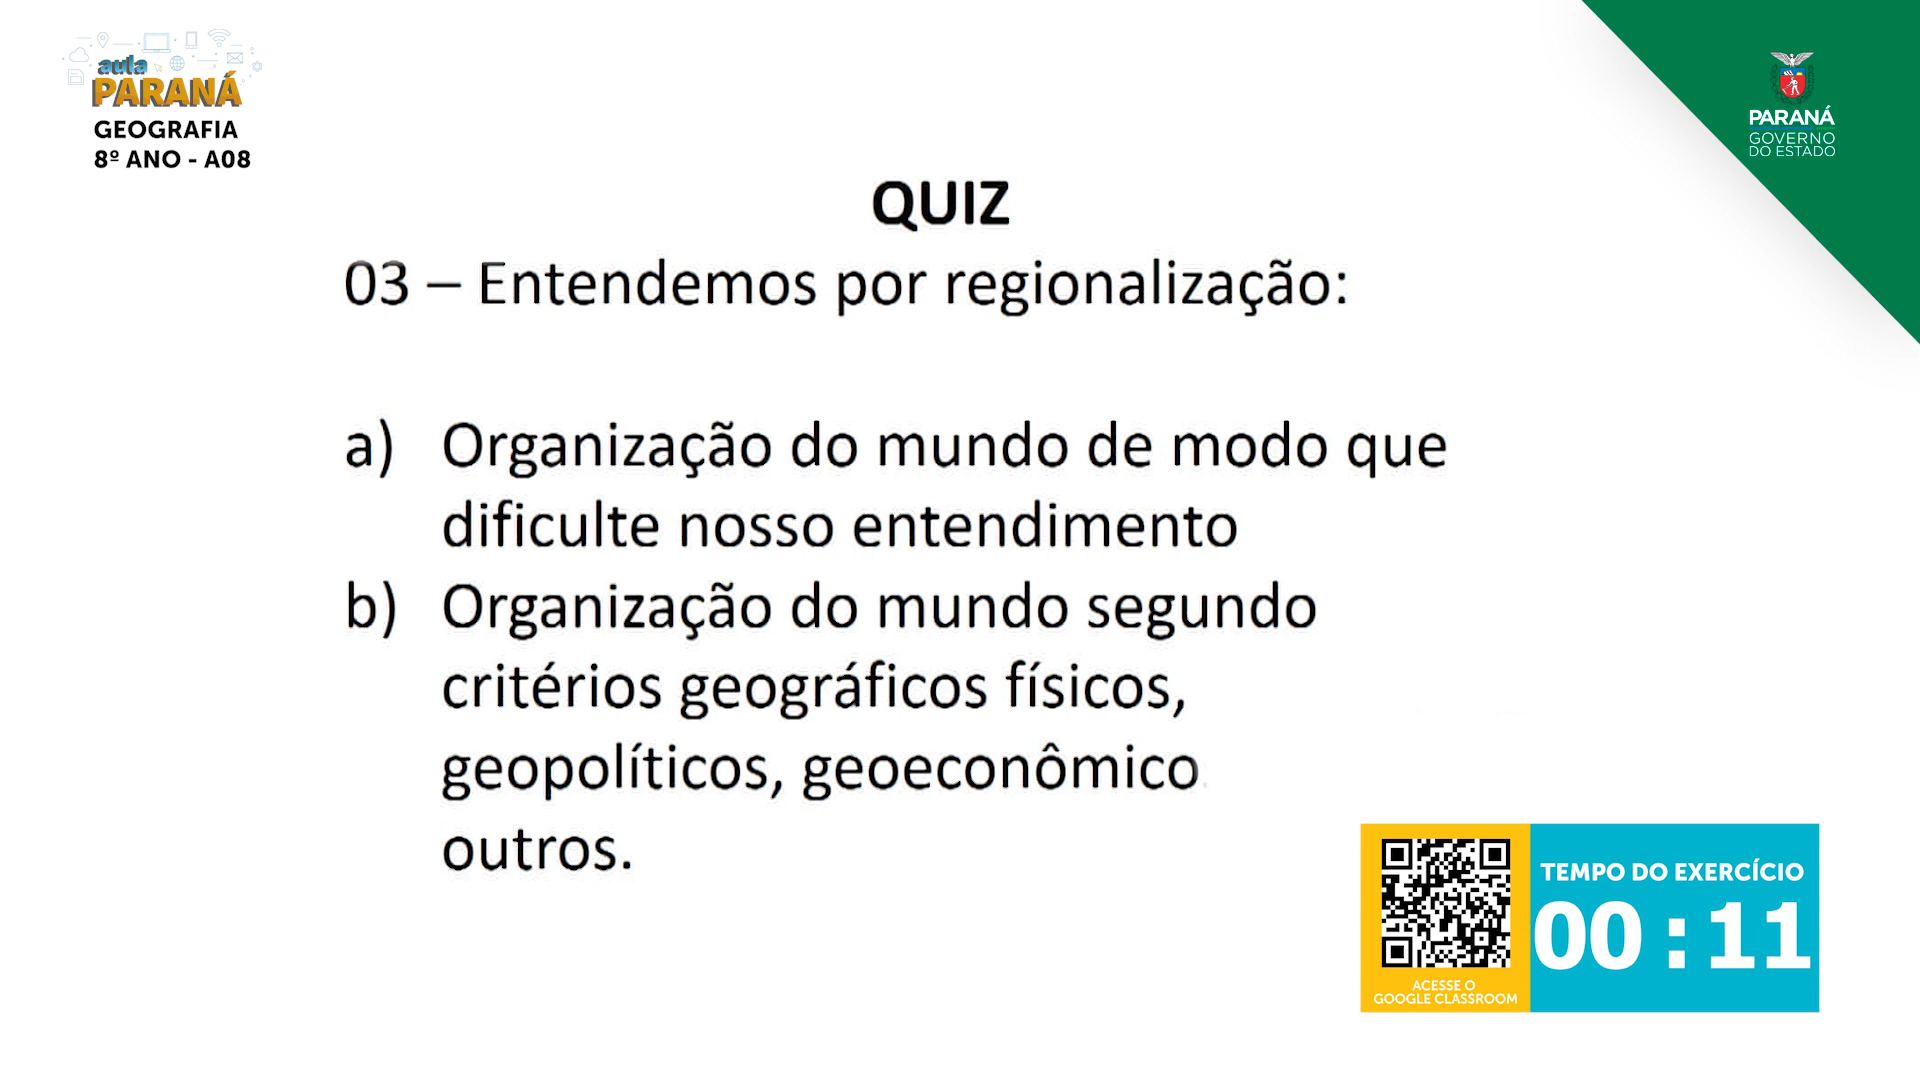 aula
PARANÁ
GEOGRAFIA
8º ANO - A08
PARANÁ
GOVERNO
DO ESTADO
QUIZ
03 – Entendemos por regionalização:
a) Organização do mundo de modo que
dificulte nosso entendimento
b) Organização do mundo segundo
critérios geográficos físicos,
geopolíticos, geoeconômico
outros.
TEMPO DO EXERCÍCIO
00:11
ACESSE O
GOOGLE CLASSROOM